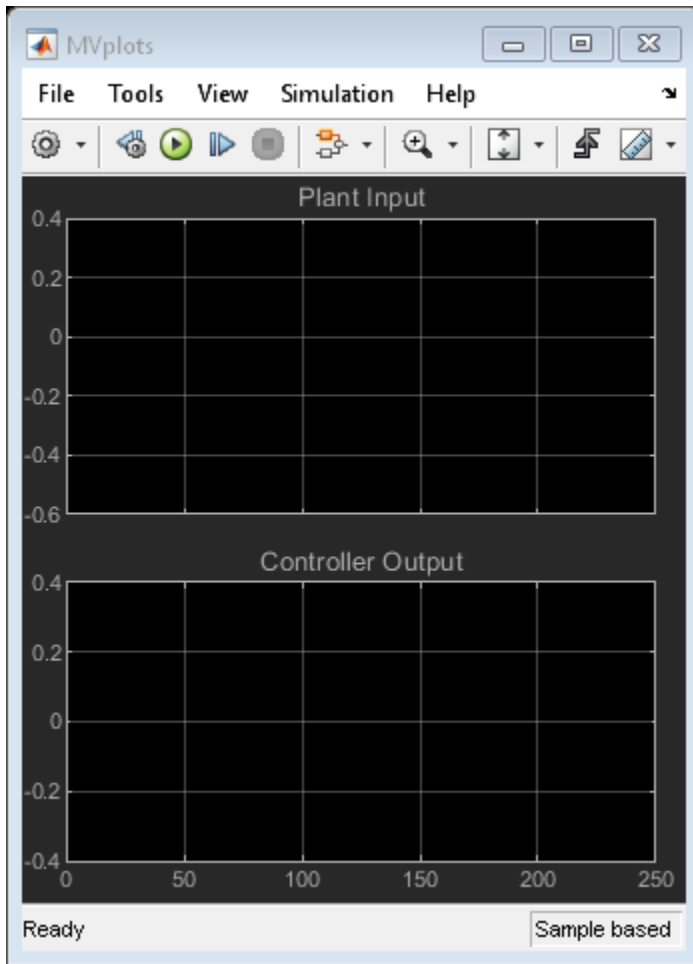 MVplots
File Tools View Simulation Help
Plant Input
0.4
0.2
0
-0.2
-0.4
-0.6
Controller Output
0.4
0.2
0
-0.2
-0.4
0 50 100 150 200 250
Ready Sample based